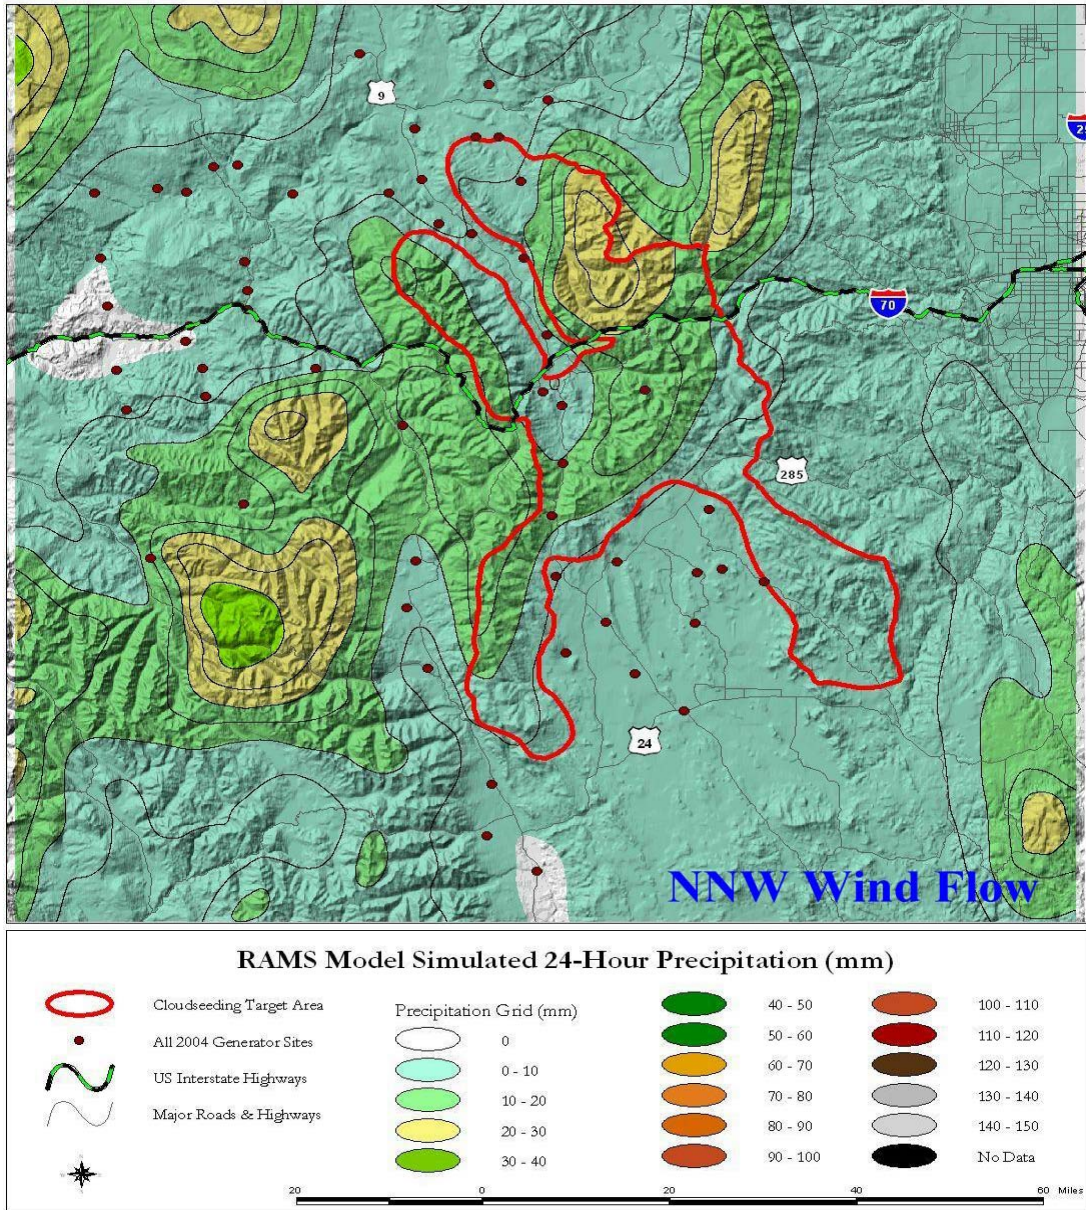 9
25
70
285
24
NNW Wind Flow
RAMS Model Simulated 24-Hour Precipitation (mm)
Cloudseeding Target Area
All 2004 Generator Sites
US Interstate Highways
Major Roads & Highways
Precipitation Grid (mm)
0
0 - 10
10 - 20
20 - 30
30 - 40
40 - 50
50 - 60
60 - 70
70 - 80
80 - 90
90 - 100
100 - 110
110 - 120
120 - 130
130 - 140
140 - 150
No Data
20 0 20 40 60 Miles